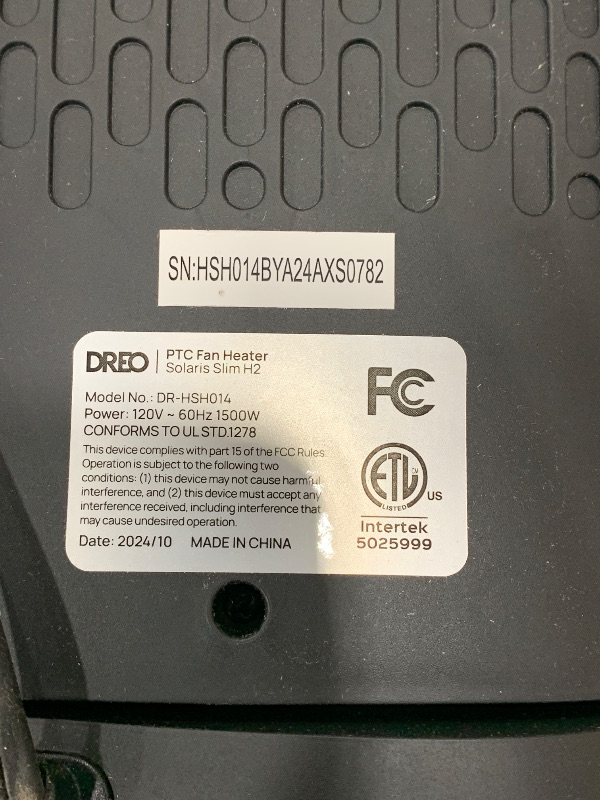 SN:HSH014BYA24AXS0782
DREO
PTC Fan Heater
Solaris Slim H2
Model No.: DR-HSH014
Power: 120V ~ 60Hz 1500W
CONFORMS TO UL STD.1278
This device complies with part 15 of the FCC Rules.
Operation is subject to the following two
conditions: (1) this device may not cause harmful
interference, and (2) this device must accept any
interference received, including interference that
may cause undesired operation.
Date: 2024/10 MADE IN CHINA
FC
ETL CM
LISTED
US
Intertek
5025999